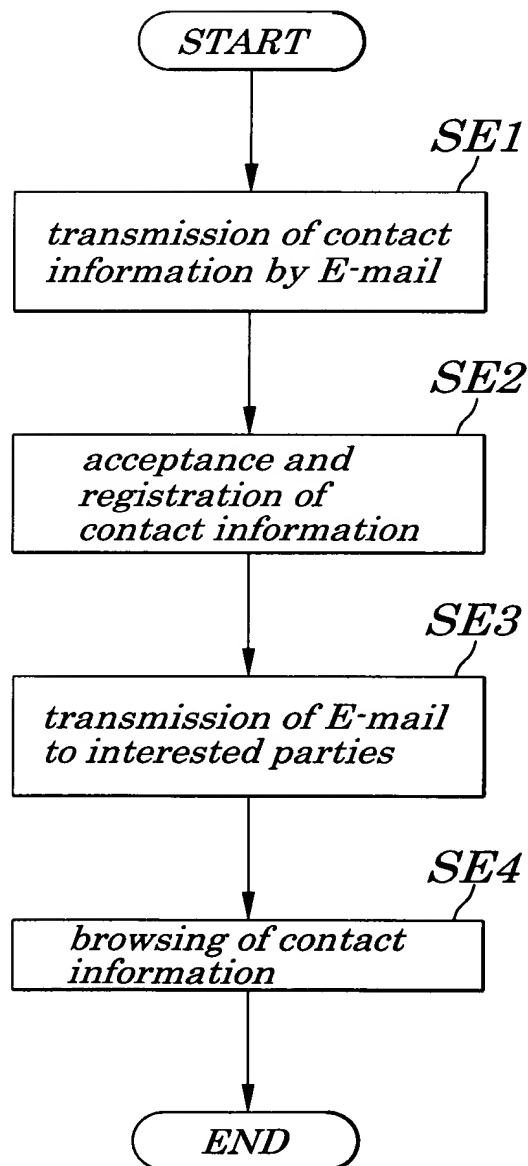 START
SE1
transmission of contact
information by E-mail
SE2
acceptance and
registration of
contact information
SE3
transmission of E-mail
to interested parties
SE4
browsing of contact
information
END